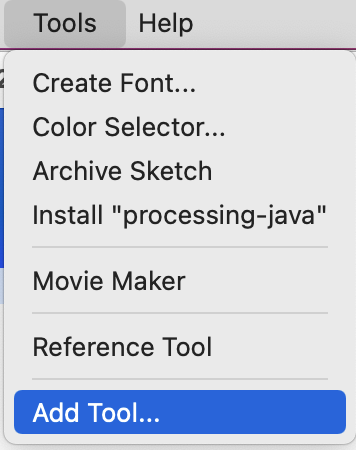 Tools Help
Create Font...
Color Selector...
Archive Sketch
Install "processing-java"
Movie Maker
Reference Tool
Add Tool...